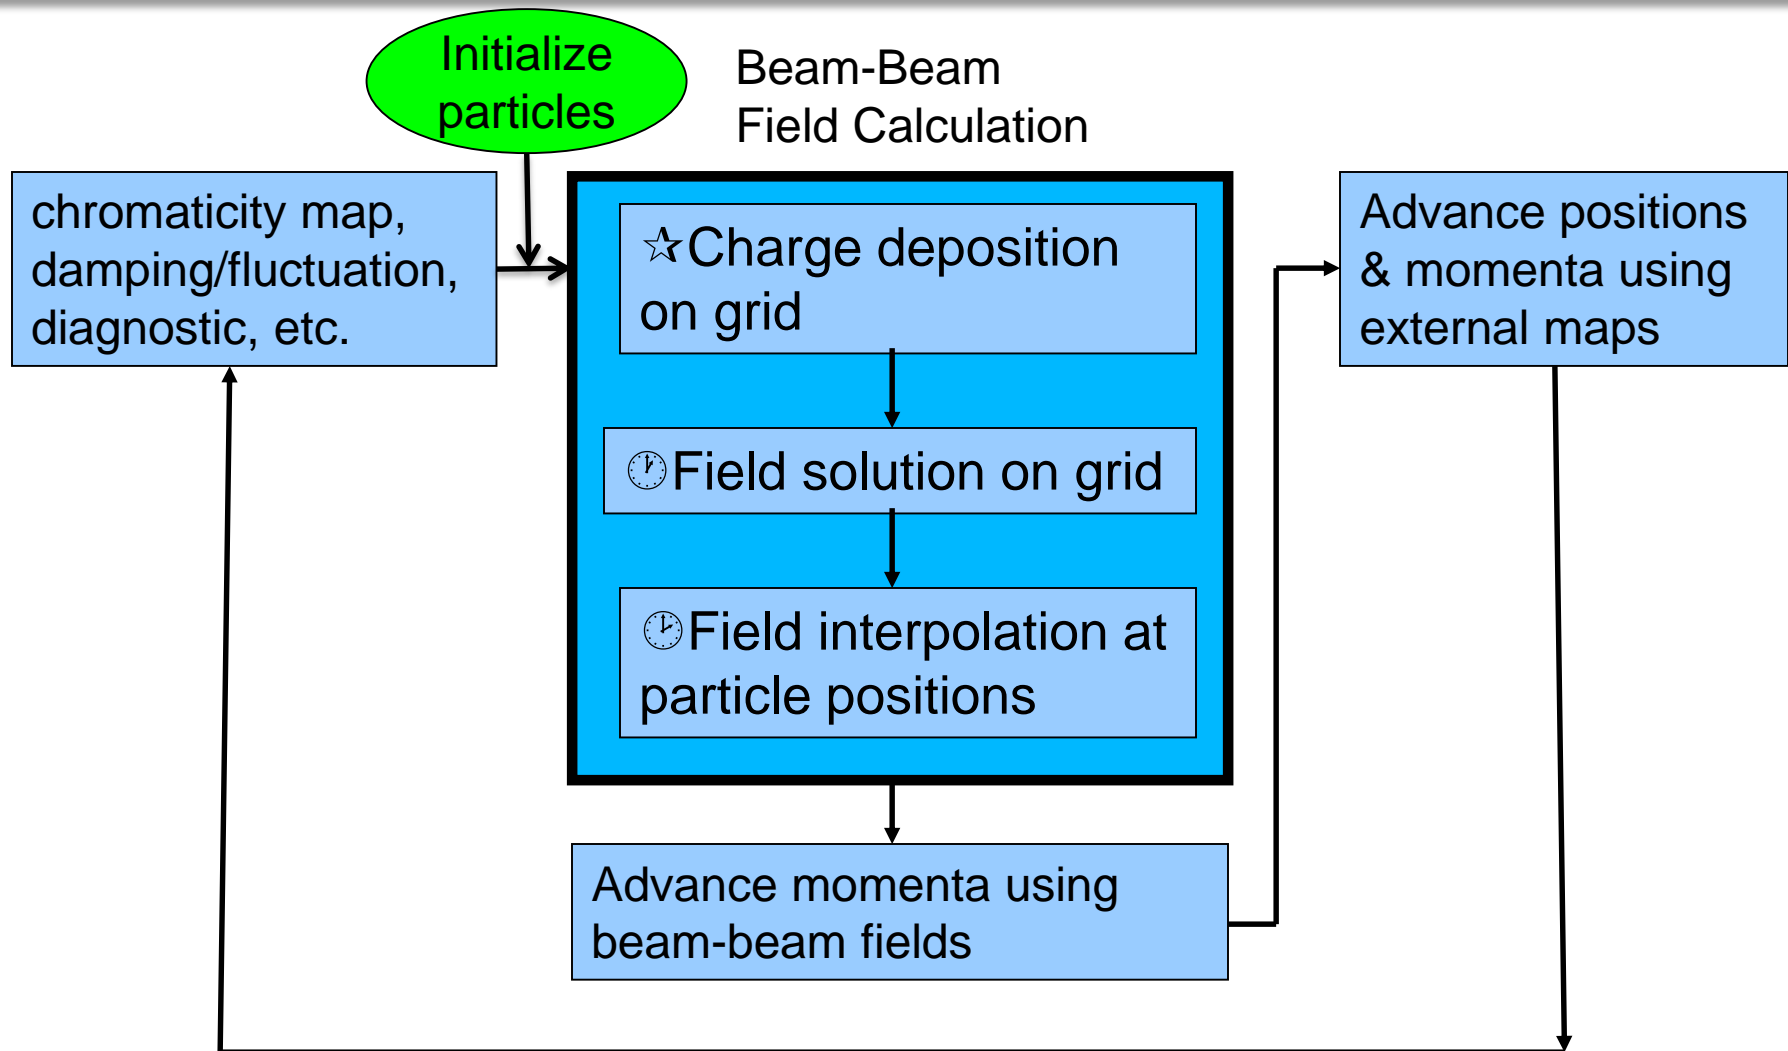 Initialize
particles
Beam-Beam
Field Calculation
chromaticity map,
damping/fluctuation,
diagnostic, etc.
☆Charge deposition
on grid
🕐Field solution on grid
🕑Field interpolation at
particle positions
Advance momenta using
beam-beam fields
Advance positions
& momenta using
external maps